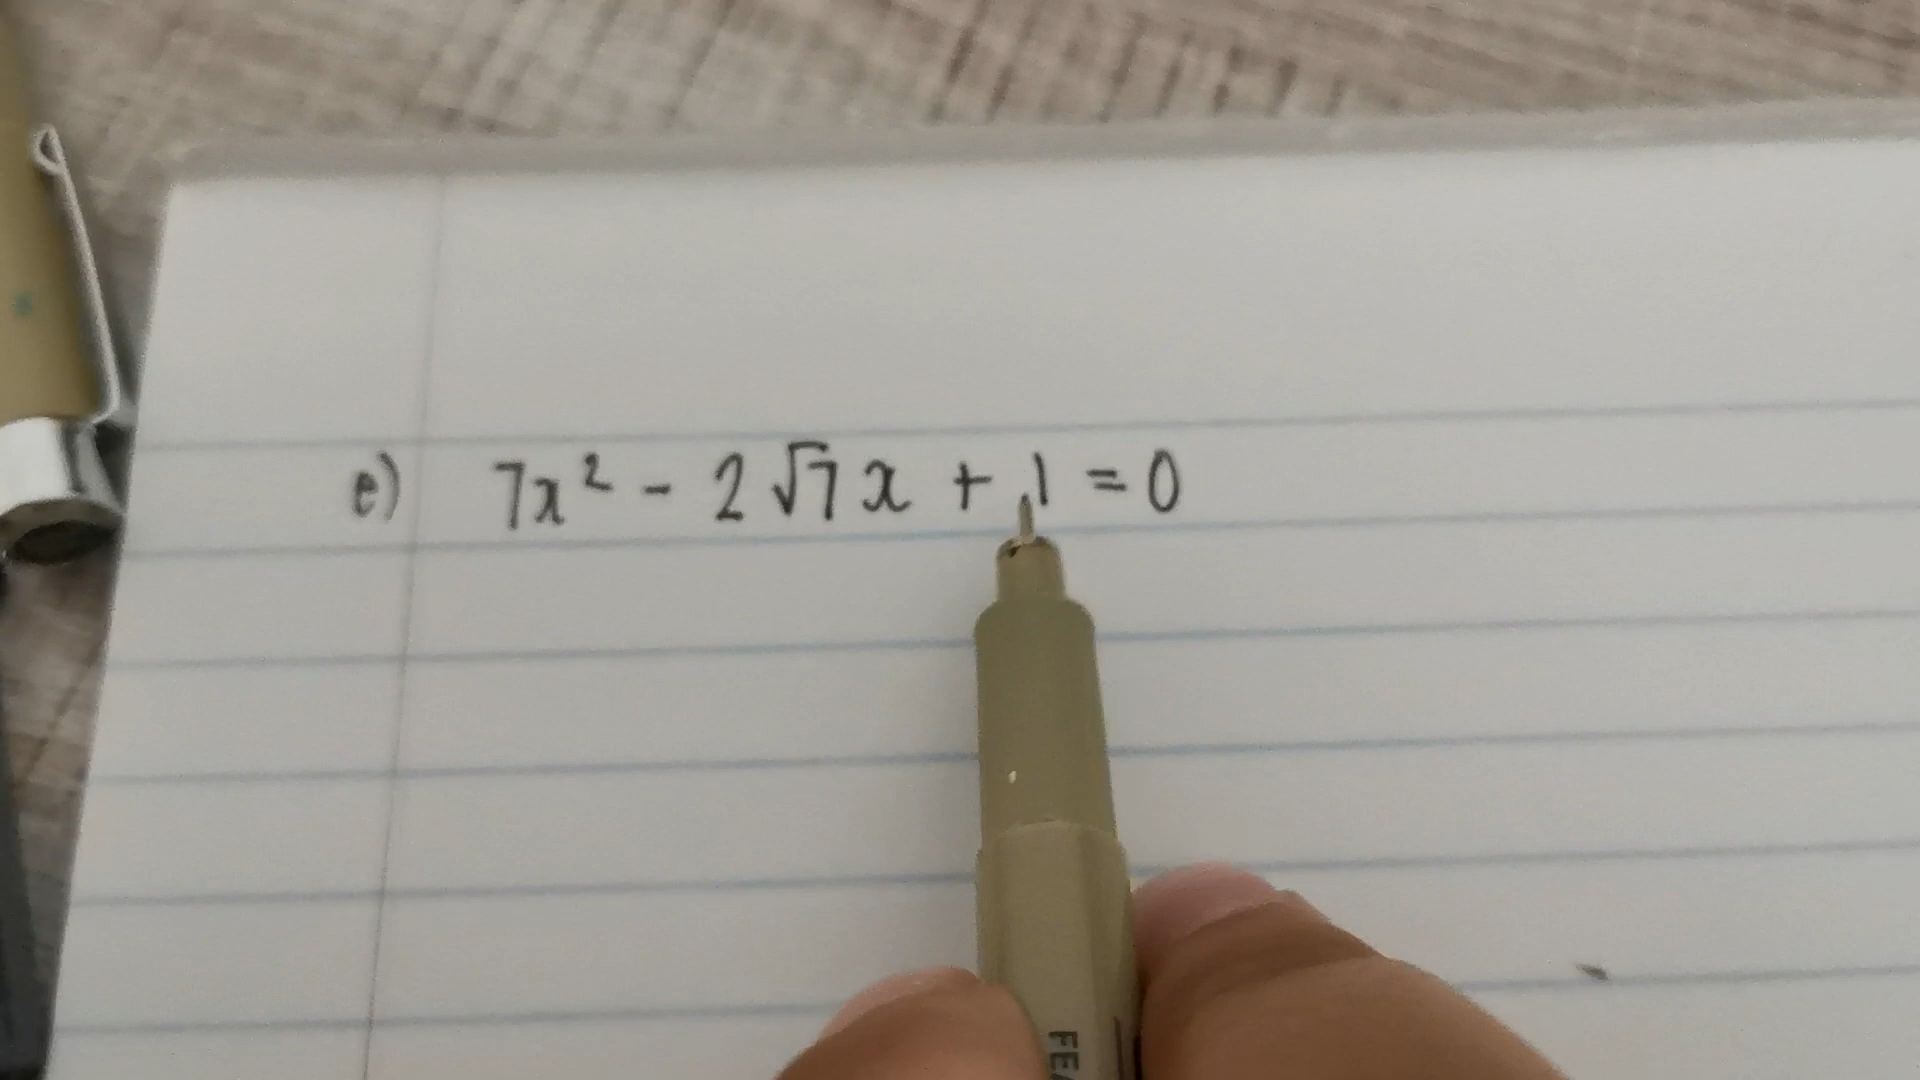 e) 7x² - 2√7x + 1 = 0